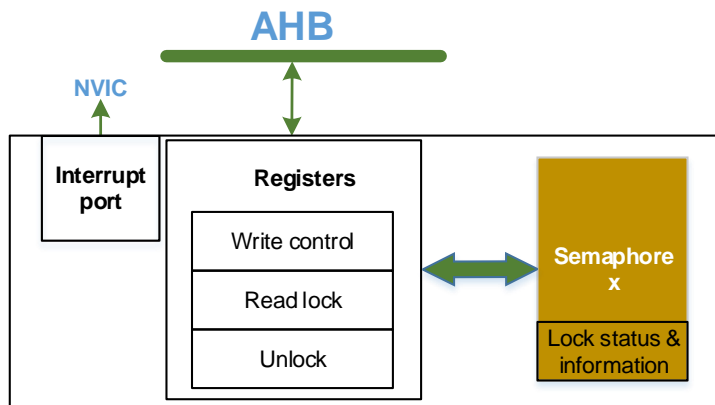 AHB
NVIC
Interrupt
port
Registers
Write control
Read lock
Unlock
Semaphore
x
Lock status &
information